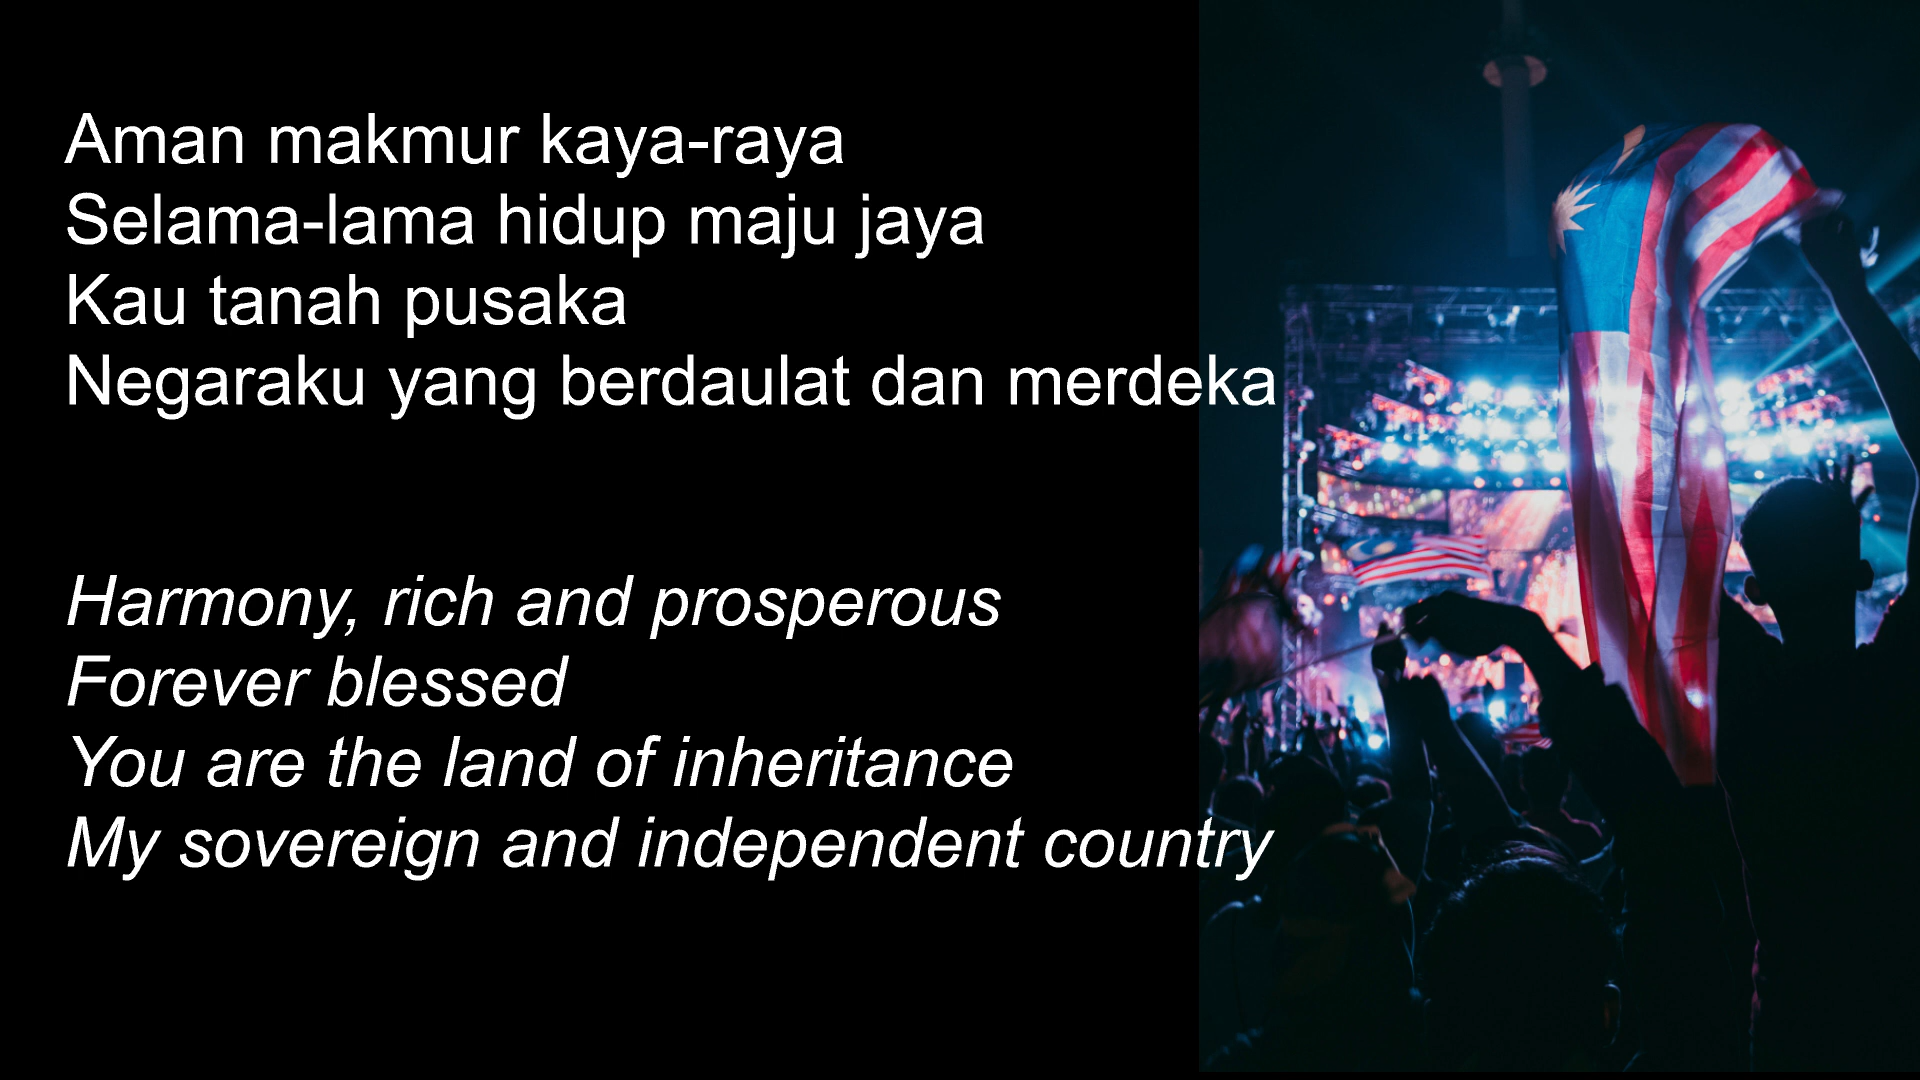 Aman makmur kaya-raya
Selama-lama hidup maju jaya
Kau tanah pusaka
Negaraku yang berdaulat dan merdeka
Harmony, rich and prosperous
Forever blessed
You are the land of inheritance
My sovereign and independent country